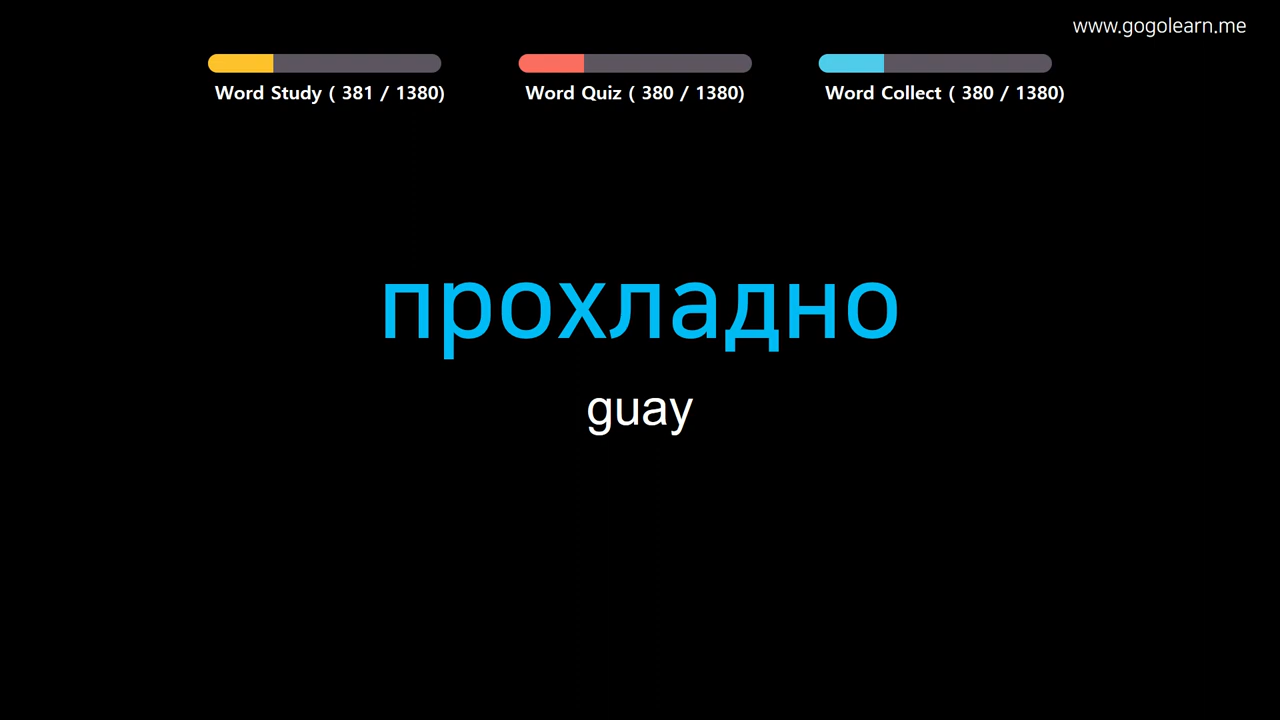 www.gogolearn.me
Word Study ( 381 / 1380)
Word Quiz ( 380 / 1380)
Word Collect ( 380 / 1380)
прохладно
guay